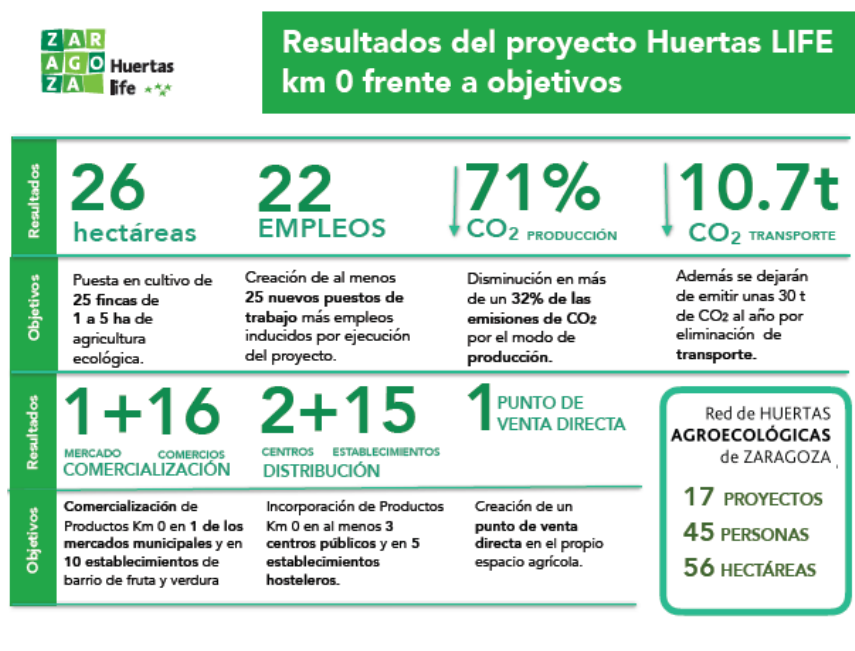 ZAR
AGO
ZA
Huertas
life
Resultados del proyecto Huertas LIFE
km 0 frente a objetivos
Resultados
26
hectáreas
22
EMPLEOS
71%
CO2 PRODUCCIÓN
10.7t
CO2 TRANSPORTE
Objetivos
Puesta en cultivo de
25 fincas de
1 a 5 ha de
agricultura
ecológica.
Creación de al menos
25 nuevos puestos de
trabajo más empleos
inducidos por ejecución
del proyecto.
Disminución en más
de un 32% de las
emisiones de CO2
por el modo de
producción.
Además se dejarán
de emitir unas 30 t
de CO2 al año por
eliminación de
transporte.
Resultados
1+16
MERCADO COMERCIOS
COMERCIALIZACIÓN
2+15
CENTROS ESTABLECIMIENTOS
DISTRIBUCIÓN
1 PUNTO DE
VENTA DIRECTA
Objetivos
Comercialización de
Productos Km 0 en 1 de los
mercados municipales y en
10 establecimientos de
barrio de fruta y verdura
Incorporación de Productos
Km 0 en al menos 3
centros públicos y en 5
establecimientos
hosteleros.
Creación de un
punto de venta
directa en el propio
espacio agrícola.
Red de HUERTAS
AGROECOLÓGICAS
de ZARAGOZA ,
17 PROYECTOS
45 PERSONAS
56 HECTÁREAS